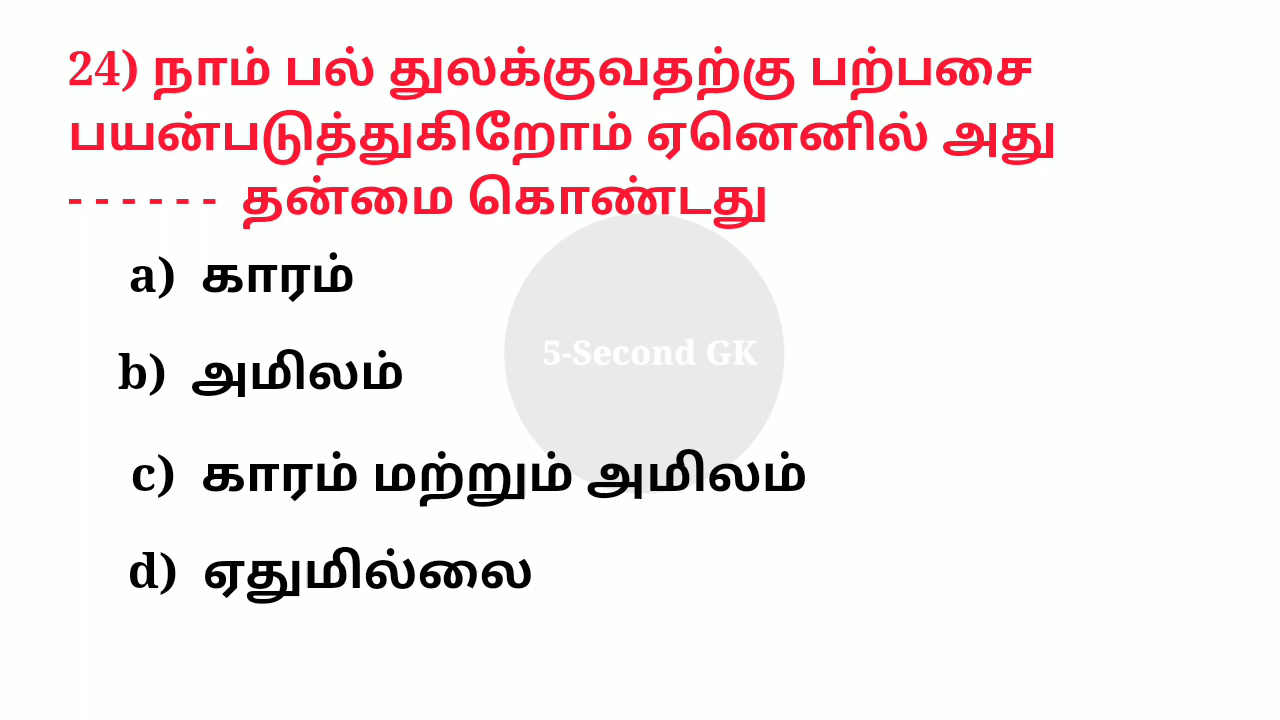 24) நாம் பல் துலக்குவதற்கு பற்பசை
பயன்படுத்துகிறோம் ஏனெனில் அது
- - - - - - தன்மை கொண்டது
a) காரம்
5-Second GK
b) அமிலம்
c) காரம் மற்றும் அமிலம்
d) ஏதுமில்லை